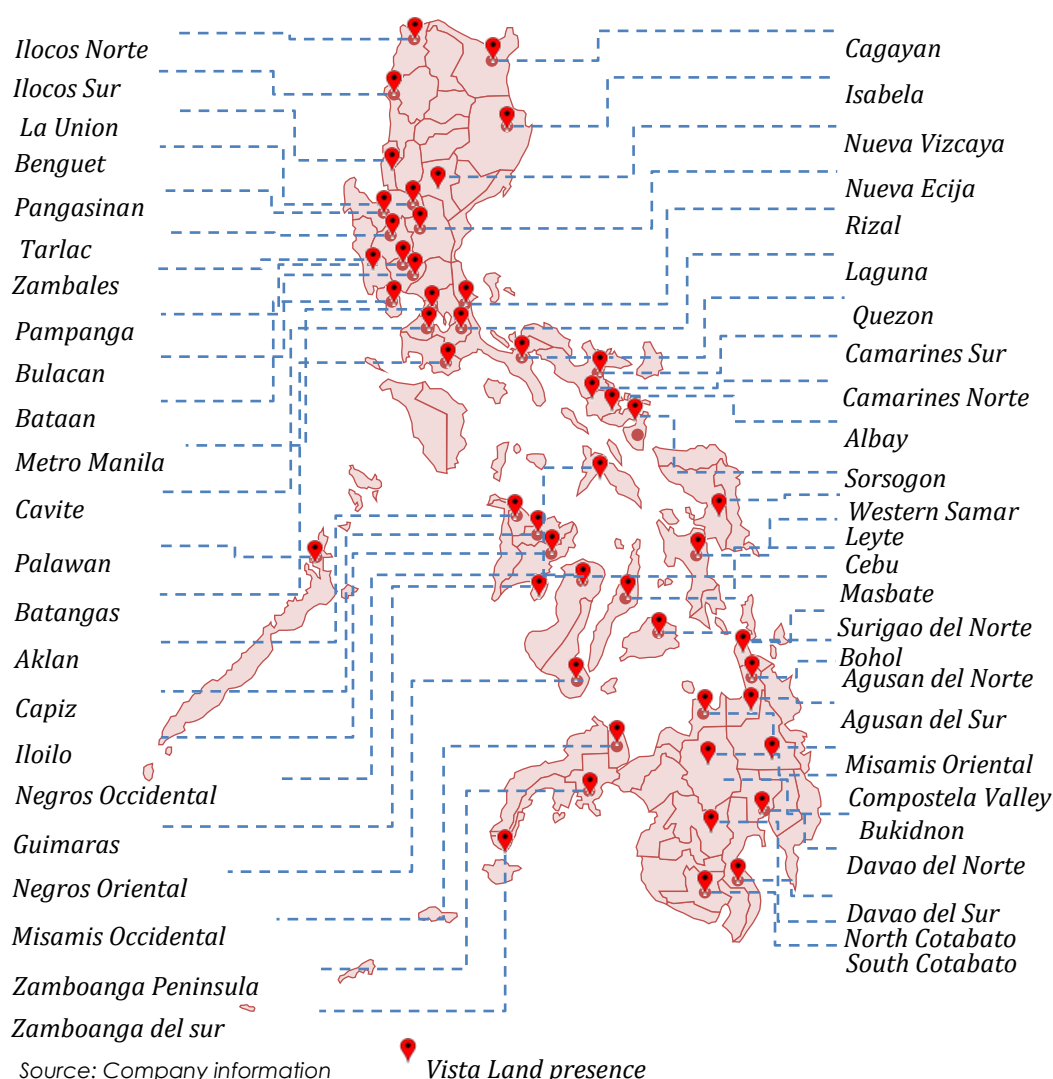 Ilocos Norte
Ilocos Sur
La Union
Benguet
Pangasinan
Tarlac
Zambales
Pampanga
Bulacan
Bataan
Metro Manila
Cavite
Palawan
Batangas
Aklan
Capiz
Iloilo
Negros Occidental
Guimaras
Negros Oriental
Misamis Occidental
Zamboanga Peninsula
Zamboanga del sur
Cagayan
Isabela
Nueva Vizcaya
Nueva Ecija
Rizal
Laguna
Quezon
Camarines Sur
Camarines Norte
Albay
Sorsogon
Western Samar
Leyte
Cebu
Masbate
Surigao del Norte
Bohol
Agusan del Norte
Agusan del Sur
Misamis Oriental
Compostela Valley
Bukidnon
Davao del Norte
Davao del Sur
North Cotabato
South Cotabato
Source: Company information
Vista Land presence